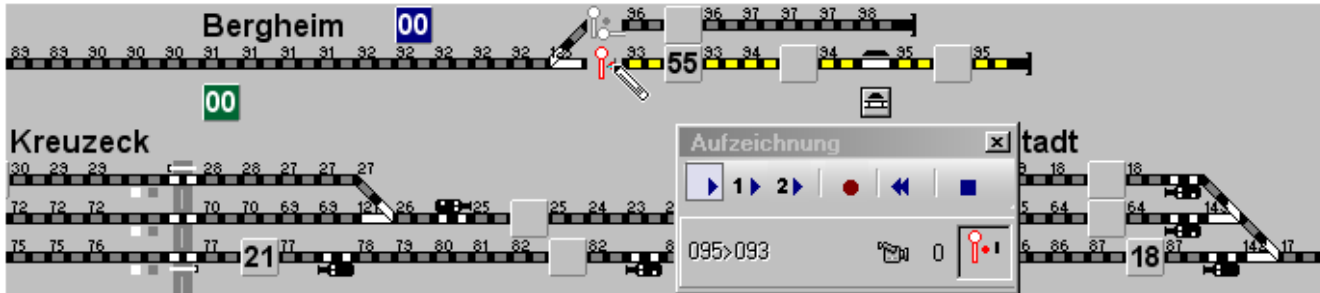 Bergheim 00
96 96 97 97 97 98
89 89 90 90 90 91 91 91 91 92 92 92 92 123 93 55 93 94 94 95 95
00
Kreuzeck
Aufzeichnung
tadt
30 29 29 28 28 27 27 27
18 18
1 2
72 72 72 70 70 69 69 121 26 25 25 24 23
64 64 143
75 75 76 77 21 77 78 79 80 81 82 82
095>093 0
86 86 87 18 87 17